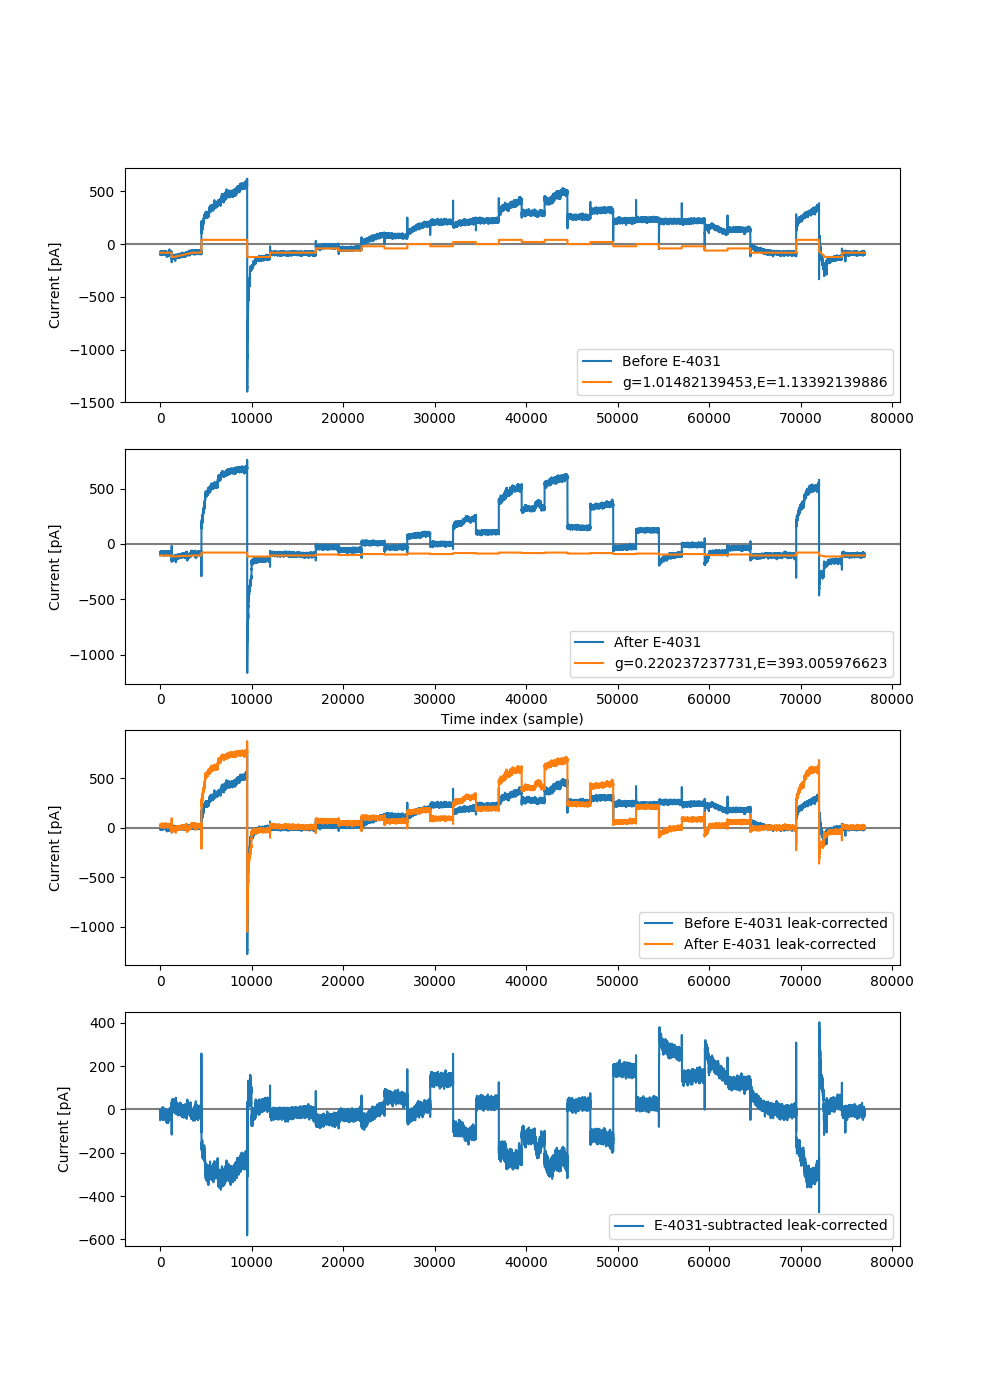 500
0
−500
−1000
−1500
Current [pA]
Before E-4031
g=1.01482139453,E=1.13392139886
0 10000 20000 30000 40000 50000 60000 70000 80000
500
0
−500
−1000
Current [pA]
After E-4031
g=0.220237237731,E=393.005976623
0 10000 20000 30000 40000 50000 60000 70000 80000
Time index (sample)
500
0
−500
−1000
Current [pA]
Before E-4031 leak-corrected
After E-4031 leak-corrected
0 10000 20000 30000 40000 50000 60000 70000 80000
400
200
0
−200
−400
−600
Current [pA]
E-4031-subtracted leak-corrected
0 10000 20000 30000 40000 50000 60000 70000 80000